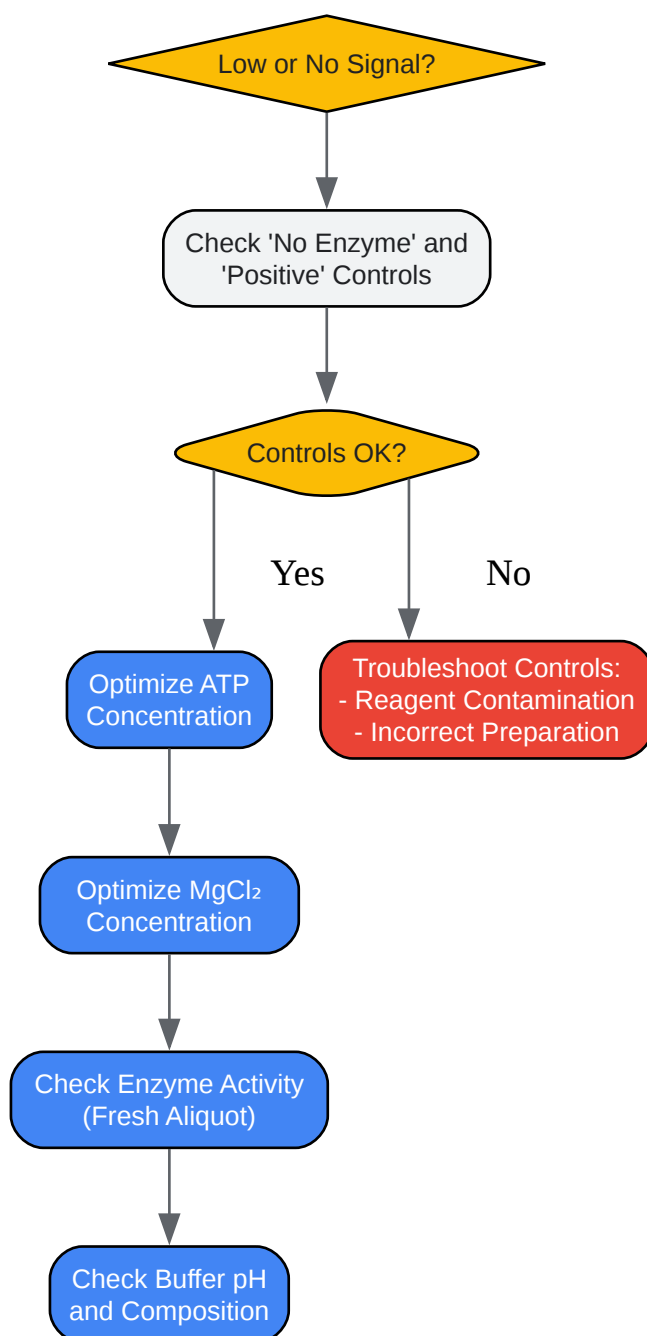 Low or No Signal?
Check 'No Enzyme' and
'Positive' Controls
Controls OK?
Yes
No
Optimize ATP
Concentration
Troubleshoot Controls:
- Reagent Contamination
- Incorrect Preparation
Optimize MgCl₂
Concentration
Check Enzyme Activity
(Fresh Aliquot)
Check Buffer pH
and Composition